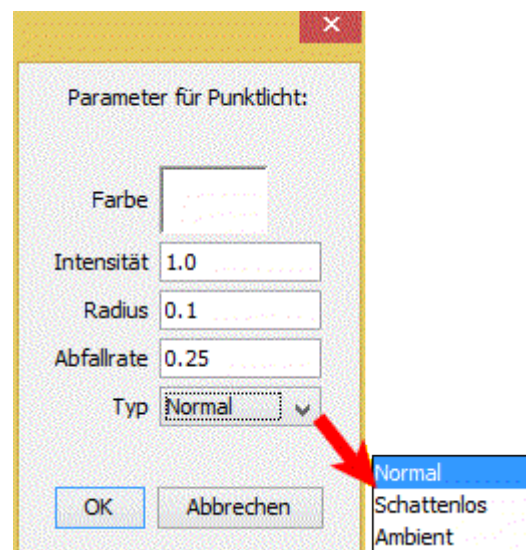 Parameter für Punktlicht:
Farbe
Intensität 1.0
Radius 0.1
Abfallrate 0.25
Typ Normal
Normal
Schattenlos
Ambient
OK Abbrechen